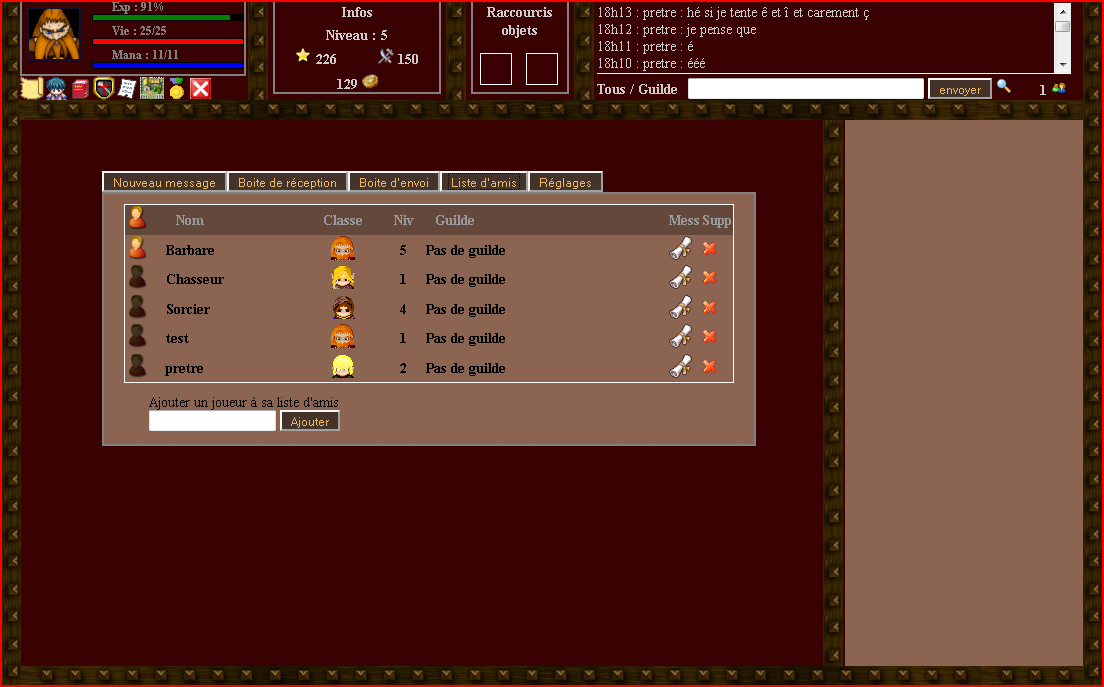 Exp : 91%
Vie : 25/25
Mana : 11/11
Infos
Niveau : 5
226
150
129
Raccourcis
objets
18h13 : pretre : hé si je tente ê et î et carement ç
18h12 : pretre : je pense que
18h11 : pretre : é
18h10 : pretre : ééé
Tous / Guilde
envoyer
1
Nouveau message
Boite de réception
Boite d'envoi
Liste d'amis
Réglages
Nom Classe Niv Guilde Mess Supp
Barbare 5 Pas de guilde
Chasseur 1 Pas de guilde
Sorcier 4 Pas de guilde
test 1 Pas de guilde
pretre 2 Pas de guilde
Ajouter un joueur à sa liste d'amis
Ajouter